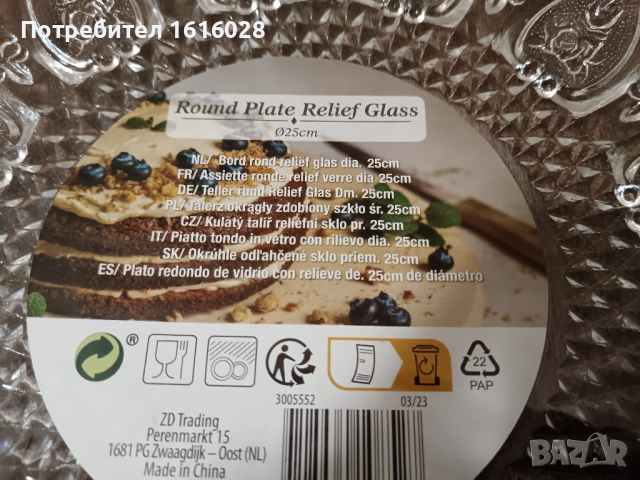 Потребител 1616028
Round Plate Relief Glass
Ø25cm
NL/ Bord rond reliëf glas dia. 25cm
FR/ Assiette ronde relief verre dia 25cm
DE/ Teller rund Relief Glas Dm. 25cm
PL/ Talerz okrągły zdobiony szkło śr. 25cm
CZ/ Kulatý talíř reliéfní sklo pr. 25cm
IT/ Piatto tondo in vetro con rilievo dia. 25cm
SK/ Okrúhle odľahčené sklo priem. 25cm
ES/ Plato redondo de vidrio con relieve de. 25cm de diámetro
®
22
PAP
3005552
03/23
ZD Trading
Perenmarkt 15
1681 PG Zwaagdijk – Oost (NL)
Made in China
BAZAR